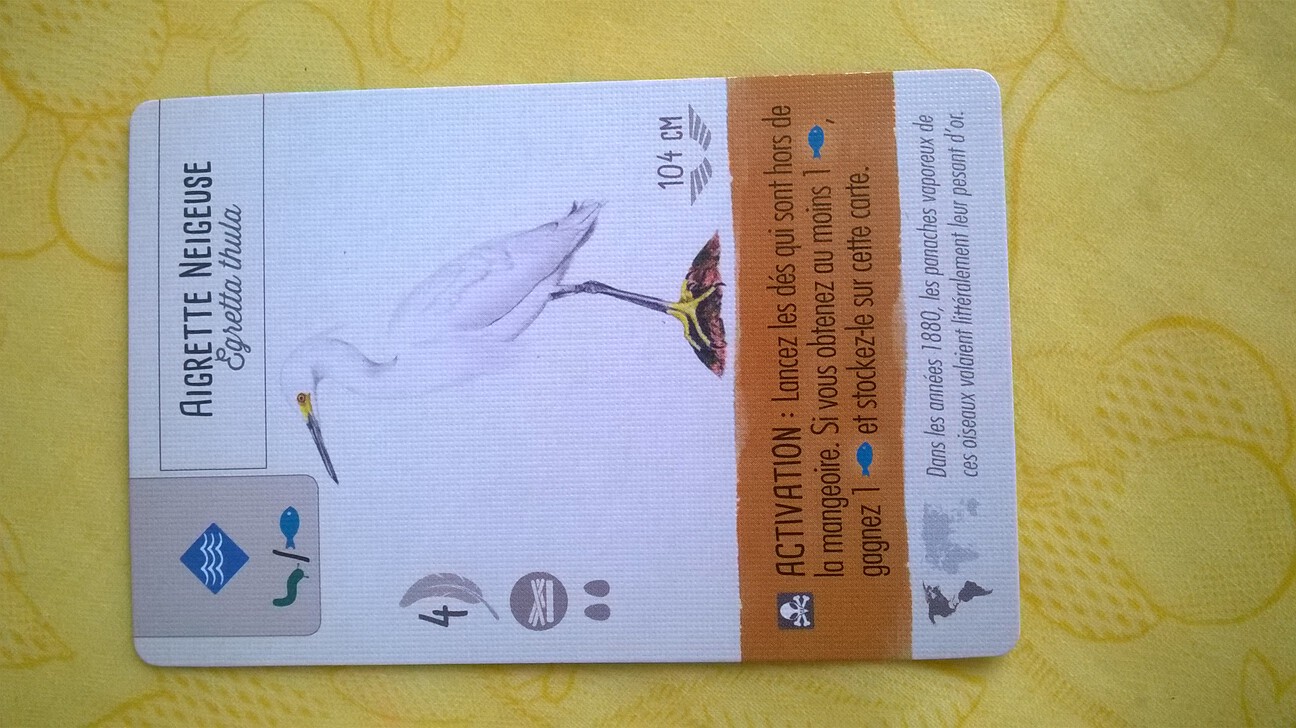 AIGRETTE NEIGEUSE
Egretta thula
/
4
104 CM
ACTIVATION : Lancez les dés qui sont hors de
la mangeoire. Si vous obtenez au moins 1 ,
gagnez 1 et stockez-le sur cette carte.
Dans les années 1880, les panaches vaporeux de
ces oiseaux valaient littéralement leur pesant d'or.